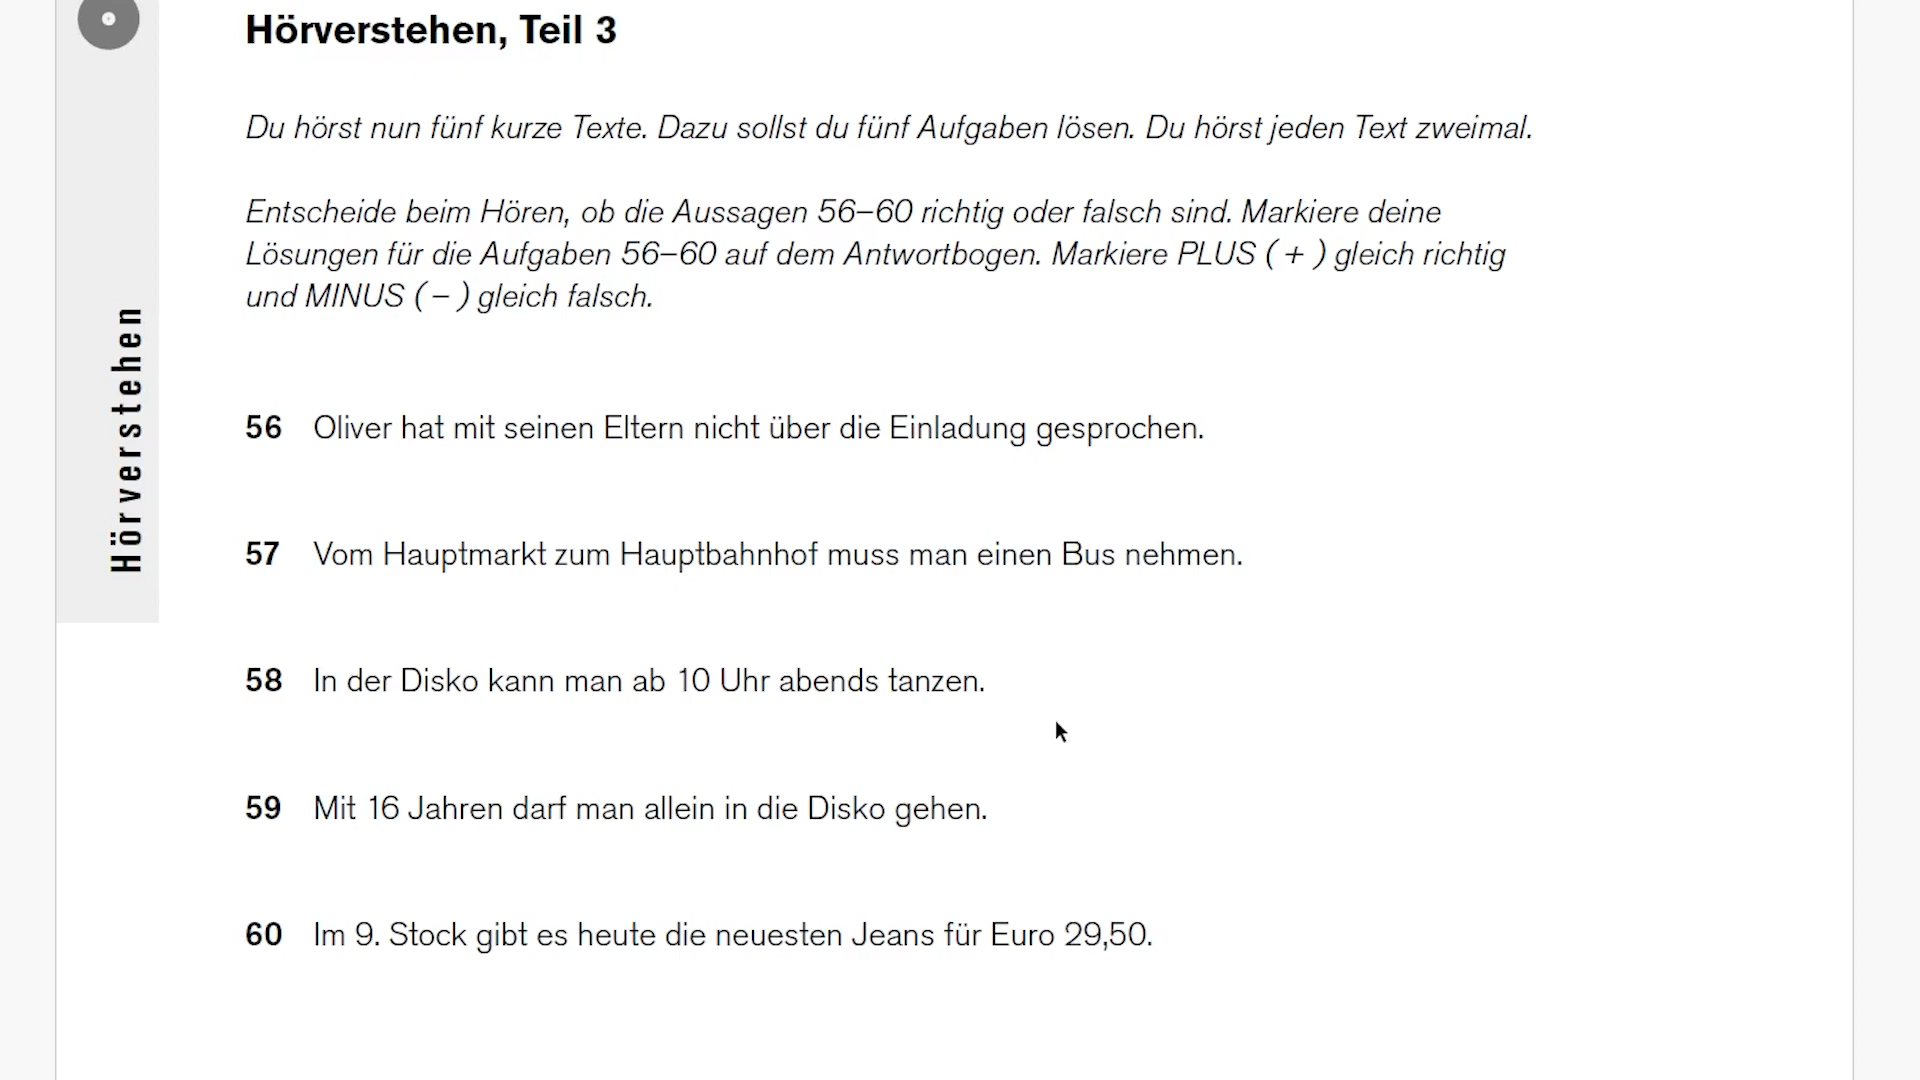 Hörverstehen, Teil 3
Du hörst nun fünf kurze Texte. Dazu sollst du fünf Aufgaben lösen. Du hörst jeden Text zweimal.
Entscheide beim Hören, ob die Aussagen 56–60 richtig oder falsch sind. Markiere deine
Lösungen für die Aufgaben 56–60 auf dem Antwortbogen. Markiere PLUS ( + ) gleich richtig
und MINUS ( – ) gleich falsch.
Hörverstehen
56 Oliver hat mit seinen Eltern nicht über die Einladung gesprochen.
57 Vom Hauptmarkt zum Hauptbahnhof muss man einen Bus nehmen.
58 In der Disko kann man ab 10 Uhr abends tanzen.
59 Mit 16 Jahren darf man allein in die Disko gehen.
60 Im 9. Stock gibt es heute die neuesten Jeans für Euro 29,50.